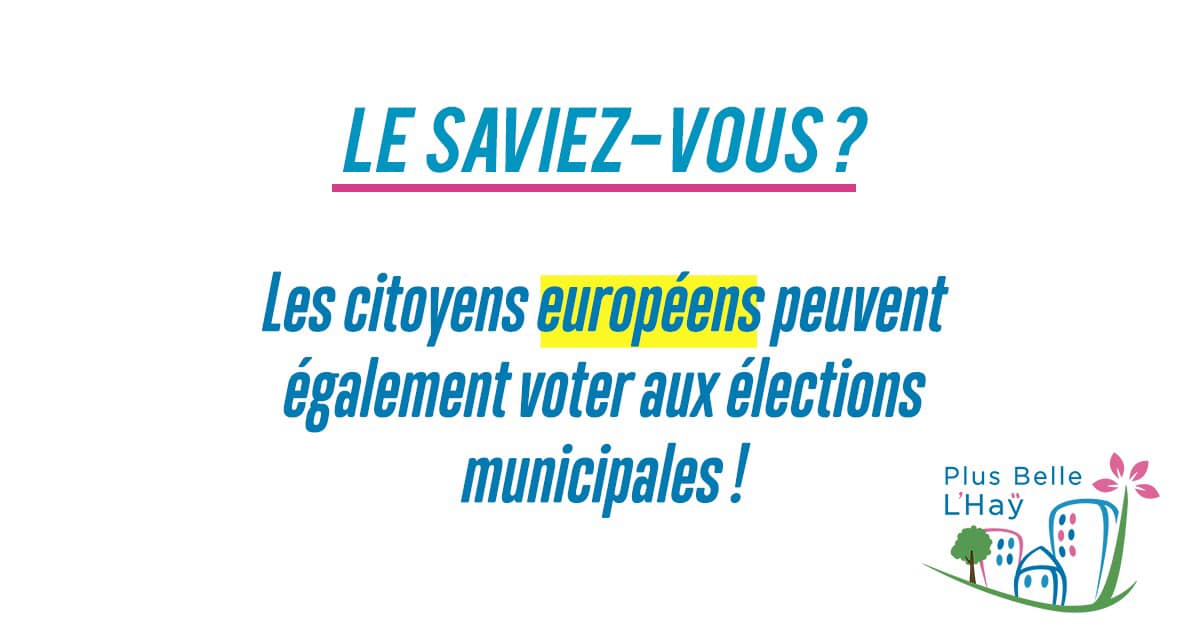 LE SAVIEZ-VOUS ?
Les citoyens européens peuvent
également voter aux élections
municipales !
Plus Belle
L'Haÿ